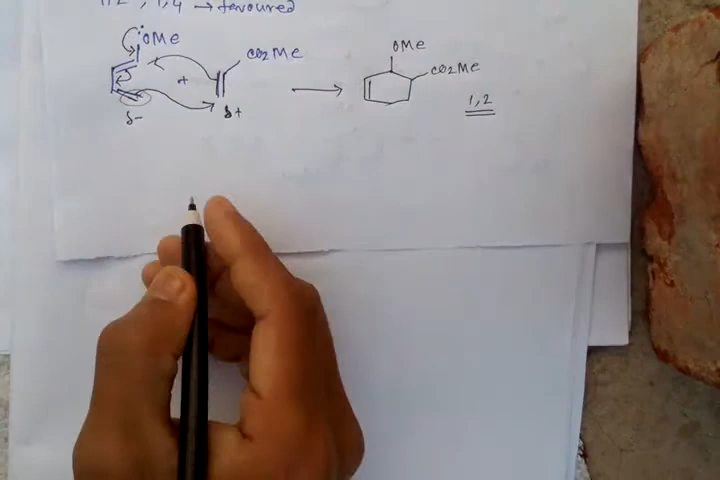 1,2 , 1,4 → favoured
:OMe
CO2Me
+
δ-
δ+
OMe
CO2Me
1,2